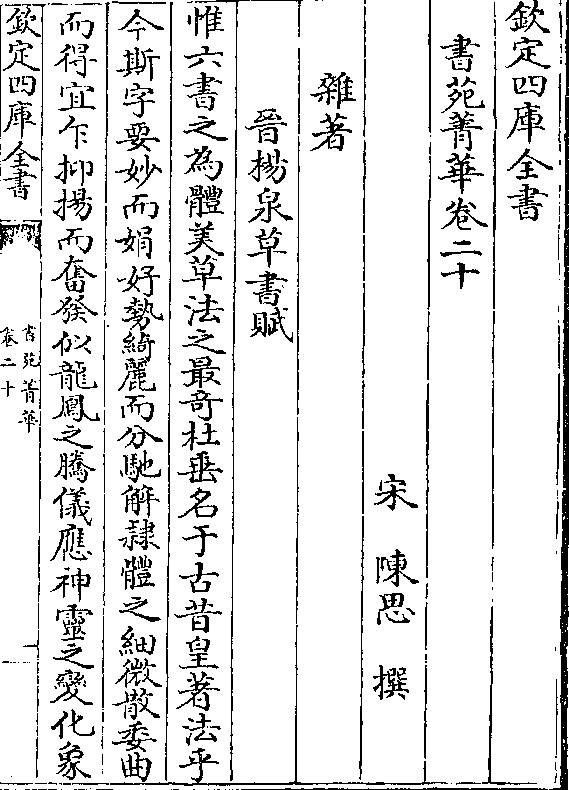 欽定四庫全書
書苑菁華卷二十
宋 陳思 撰
雜著
晉楊泉草書賦
惟六書之為體美草法之最竒杜垂名于古昔皇著法乎
今斯字要妙而娟好勢綺麗而分馳解隷體之細微散委曲
而得宜乍抑揚而奮發似龍鳳之騰儀應神靈之變化象
欽定四庫全書
書苑菁華
卷二十
一